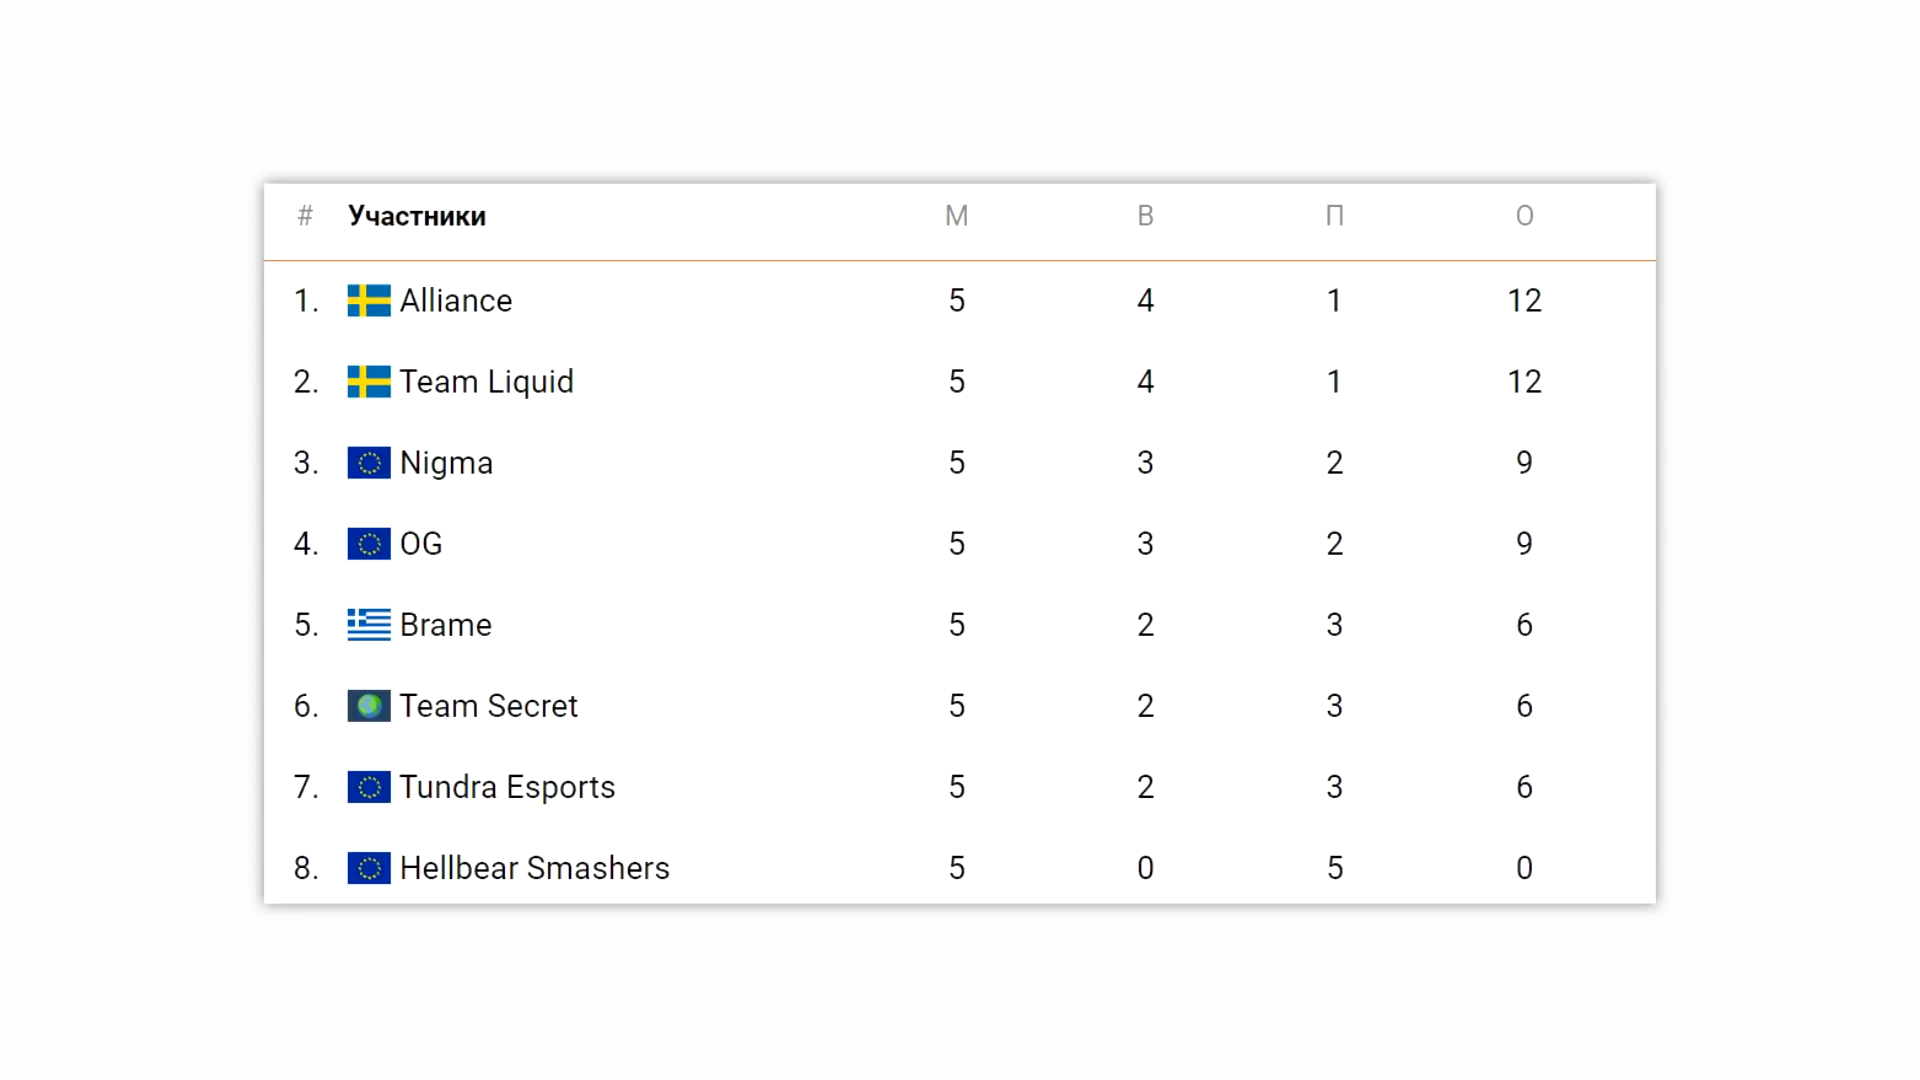 # Участники М В П О
1. Alliance 5 4 1 12
2. Team Liquid 5 4 1 12
3. Nigma 5 3 2 9
4. OG 5 3 2 9
5. Brame 5 2 3 6
6. Team Secret 5 2 3 6
7. Tundra Esports 5 2 3 6
8. Hellbear Smashers 5 0 5 0